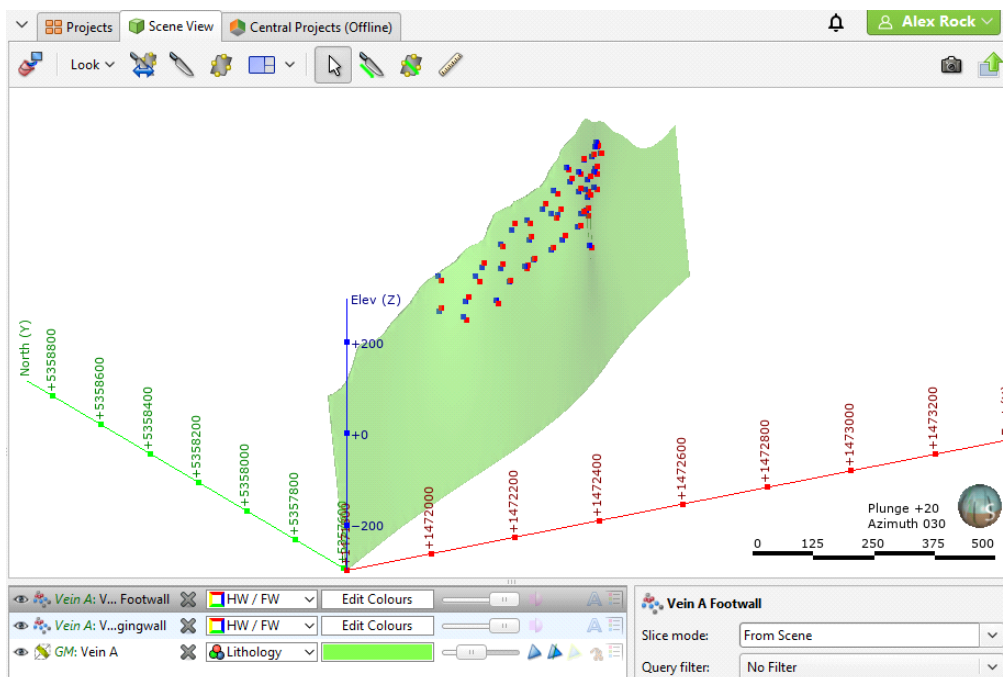 Projects
Scene View
Central Projects (Offline)
Alex Rock
Look
Elev (Z)
+200
+0
-200
North (Y)
+5358800
+5358600
+5358400
+5358200
+5358000
+5357800
+1472000
+1472200
+1472400
+1472600
+1472800
+1473000
+1473200
S
Plunge +20
Azimuth 030
0 125 250 375 500
Vein A: V... Footwall HW / FW Edit Colours
Vein A: V...gingwall HW / FW Edit Colours
GM: Vein A Lithology
Vein A Footwall
Slice mode: From Scene
Query filter: No Filter